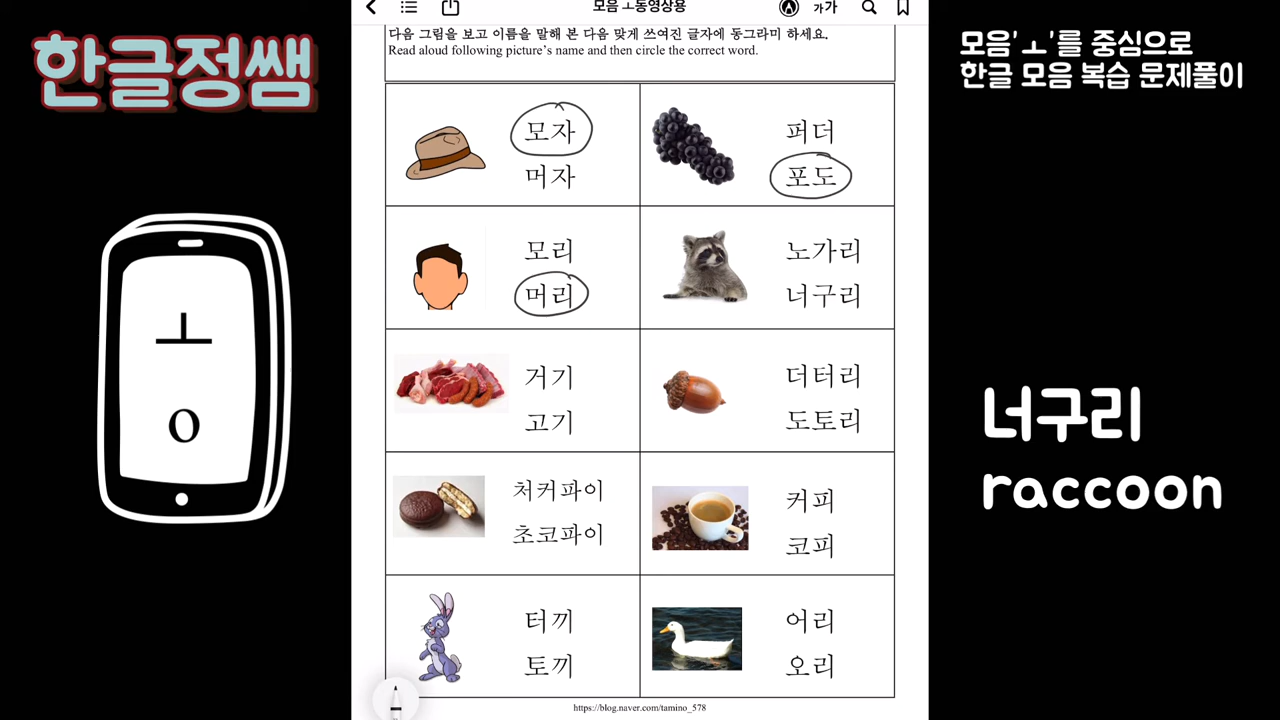 한글정쌤
ㅗ
o
모음 ㅗ동영상용
가가
다음 그림을 보고 이름을 말해 본 다음 맞게 쓰여진 글자에 동그라미 하세요.
Read aloud following picture's name and then circle the correct word.
모자
머자
퍼더
포도
모리
머리
노가리
너구리
거기
고기
더터리
도토리
처커파이
초코파이
커피
코피
터끼
토끼
어리
오리
https://blog.naver.com/tamino_578
모음'ㅗ'를 중심으로
한글 모음 복습 문제풀이
너구리
raccoon